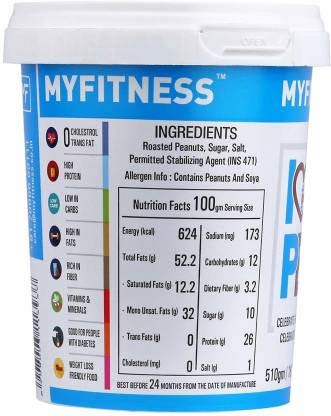 OPEN
MYFITNESS™
MYF
0 CHOLESTROL
TRANS FAT
HIGH
PROTEIN
LOW IN
CARBS
HIGH IN
FATS
RICH IN
FIBER
VITAMINS &
MINERALS
GOOD FOR PEOPLE
WITH DIABETES
WEIGHT LOSS
FRIENDLY FOOD
INGREDIENTS
Roasted Peanuts, Sugar, Salt,
Permitted Stabilizing Agent (INS 471)
Allergen Info : Contains Peanuts And Soya
Nutrition Facts 100gm Serving Size
Energy (kcal) 624
Total Fats (g) 52.2
- Saturated Fats (g) 12.2
- Mono Unsat. Fats 32
- Trans Fats 0
Cholesterol (mg) 0
Sodium (mg) 173
Carbohydrates (g) 12
Dietary Fiber (g) 3.2
Sugar (g) 10
Protein (g) 26
Salt (g) 1
BEST BEFORE 24 MONTHS FROM THE DATE OF MANUFACTURE
I
P
CELEBRAT
CELEBR
510gm /